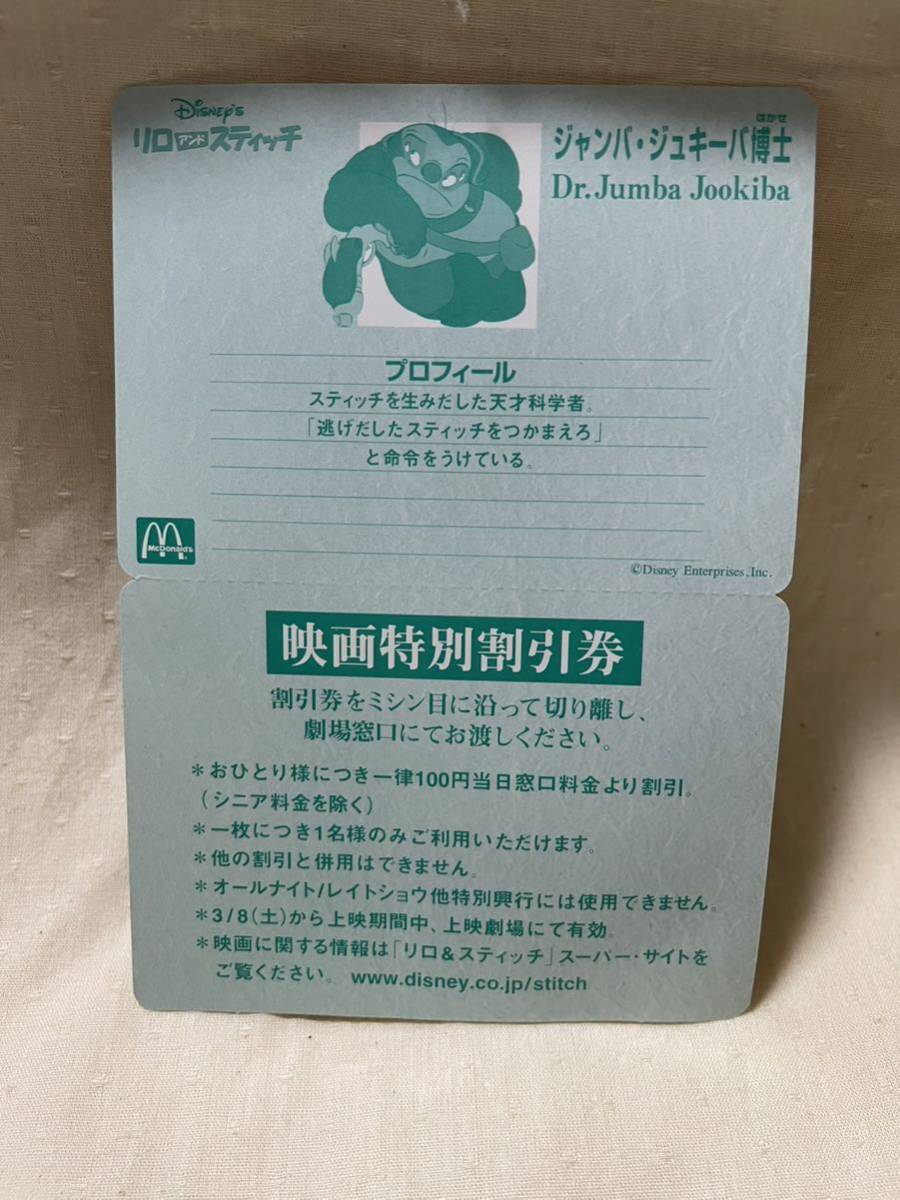 DISNEY'S
リロアンドスティッチ
はかせ
ジャンバ・ジュキーバ博士
Dr. Jumba Jookiba
プロフィール
スティッチを生みだした天才科学者。
「逃げだしたスティッチをつかまえろ」
と命令をうけている。
McDonald's
©Disney Enterprises, Inc.
映画特別割引券
割引券をミシン目に沿って切り離し、
劇場窓口にてお渡しください。
＊おひとり様につき一律100円当日窓口料金より割引。
（シニア料金を除く）
＊一枚につき1名様のみご利用いただけます。
＊他の割引と併用はできません。
＊オールナイト/レイトショウ他特別興行には使用できません。
＊3/8(土)から上映期間中、上映劇場にて有効。
＊映画に関する情報は「リロ&スティッチ」スーパー・サイトを
ご覧ください。 www.disney.co.jp/stitch